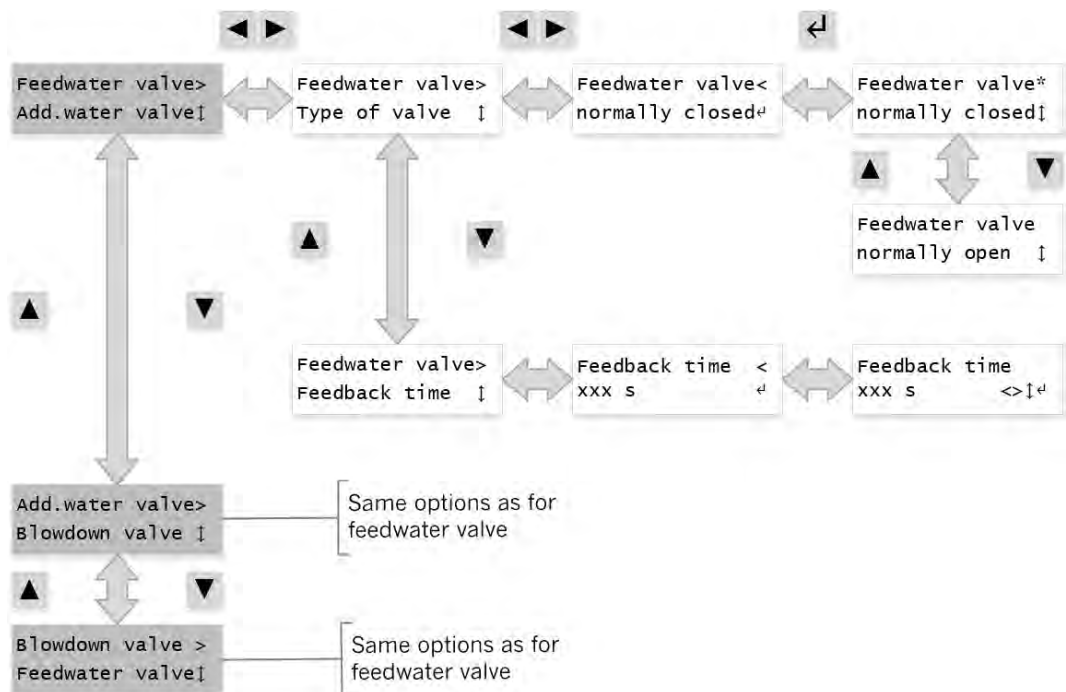 ◀ ▶ ◀ ▶ ↵
Feedwater valve>
Add.water valve↕
Feedwater valve>
Type of valve ↕
Feedwater valve<
normally closed↵
Feedwater valve*
normally closed↕
▲ ▼
Feedwater valve
normally open ↕
▲ ▼
▲ ▼
Feedwater valve>
Feedback time ↕
Feedback time <
xxx s ↵
Feedback time
xxx s <>↕↵
Add.water valve>
Blowdown valve ↕
Same options as for
feedwater valve
▲ ▼
Blowdown valve >
Feedwater valve↕
Same options as for
feedwater valve